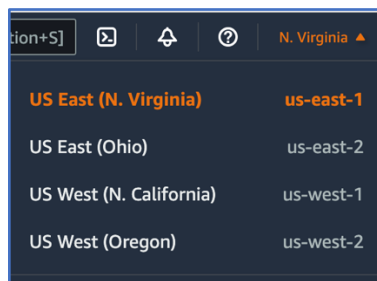 tion+S] N. Virginia
US East (N. Virginia) us-east-1
US East (Ohio) us-east-2
US West (N. California) us-west-1
US West (Oregon) us-west-2